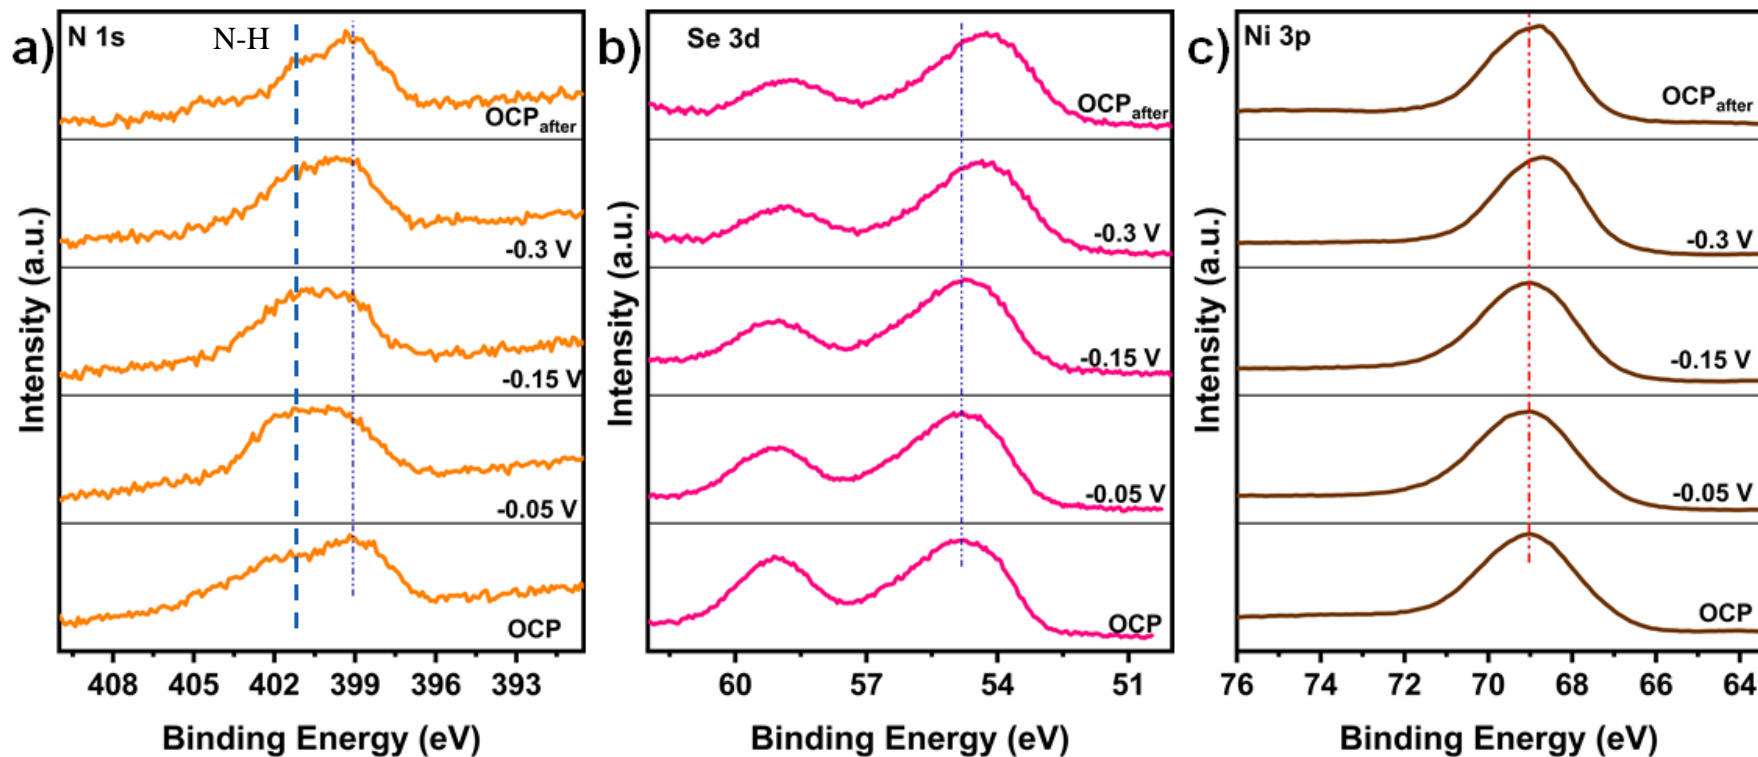 a)
N 1s
N-H
OCPafter
-0.3 V
-0.15 V
-0.05 V
OCP
Intensity (a.u.)
408 405 402 399 396 393
Binding Energy (eV)
b)
Se 3d
OCPafter
-0.3 V
-0.15 V
-0.05 V
OCP
Intensity (a.u.)
60 57 54 51
Binding Energy (eV)
c)
Ni 3p
OCPafter
-0.3 V
-0.15 V
-0.05 V
OCP
Intensity (a.u.)
76 74 72 70 68 66 64
Binding Energy (eV)